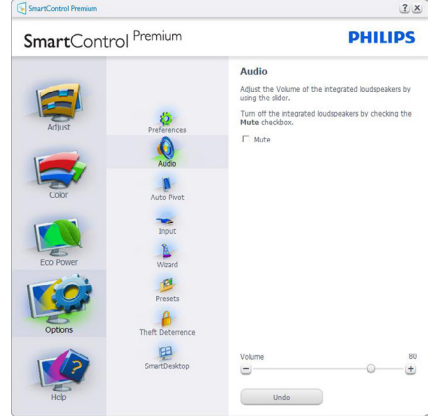 SmartControl Premium
SmartControl Premium
PHILIPS
Adjust
Color
Eco Power
Options
Help
Preferences
Audio
Auto Pivot
Input
Wizard
Presets
Theft Deterrence
SmartDesktop
Audio
Adjust the Volume of the integrated loudspeakers by
using the slider.
Turn off the integrated loudspeakers by checking the
Mute checkbox.
Mute
Volume 80
Undo